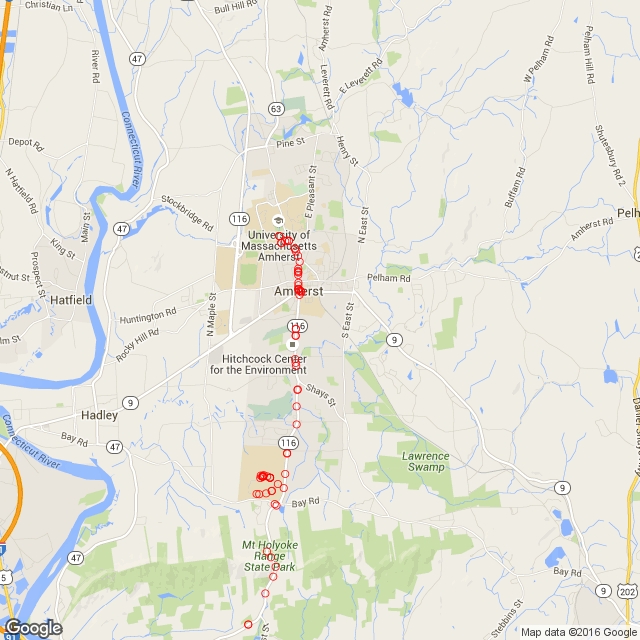 Christian Ln
Bull Hill Rd
Amherst Rd
Pelham Hill Rd
River Rd
47
Leverett Rd
E Leverett Rd
W Pelham Rd
63
Connecticut River
Pine St
Henry St
Shutesbury Rd
Depot Rd
N Hatfield Rd
E Pleasant St
Buffam Rd
Stockbridge Rd
116
Main St
47
N East St
Amherst Rd
Pelh
King St
University of
Massachusetts
Amherst
Prospect St
Pelham Rd
Hatfield
Amherst
N Maple St
Huntington Rd
Rocky Hill Rd
S East St
116
9
Hitchcock Center
for the Environment
Shays St
9
Hadley
Bay Rd
47
116
Connecticut River
Lawrence
Swamp
9
Bay Rd
Mt Holyoke
Range
State Park
47
Bay Rd
5
9
202
Stebbins St
91
Google
Map data ©2016 Google